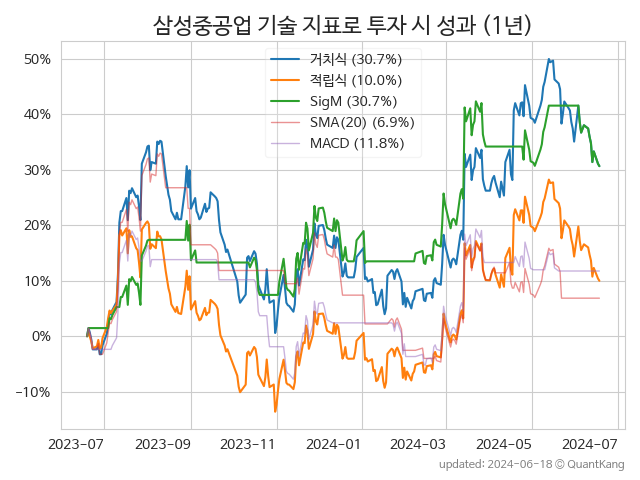 삼성중공업 기술 지표로 투자 시 성과 (1년)
거치식 (30.7%)
적립식 (10.0%)
SigM (30.7%)
SMA(20) (6.9%)
MACD (11.8%)
50%
40%
30%
20%
10%
0%
−10%
2023-07 2023-09 2023-11 2024-01 2024-03 2024-05 2024-07
updated: 2024-06-18 © QuantKang